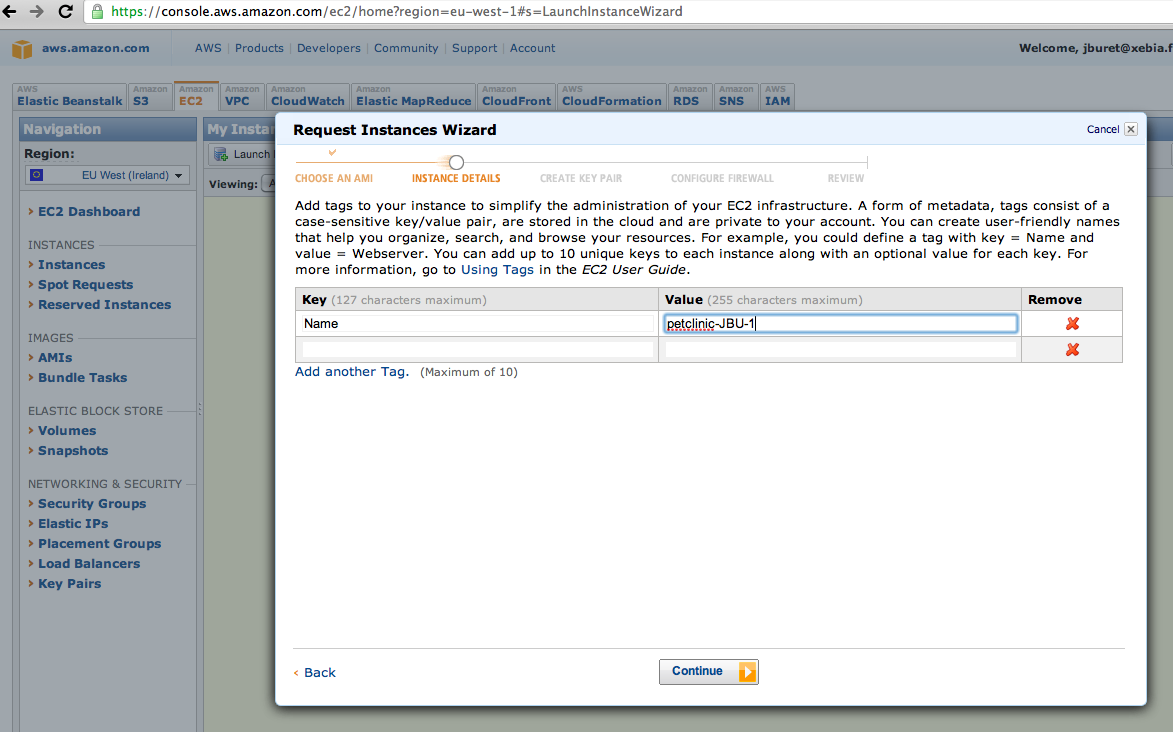 https://console.aws.amazon.com/ec2/home?region=eu-west-1#s=LaunchInstanceWizard
aws.amazon.com
AWS | Products | Developers | Community | Support | Account
Welcome, jburet@xebia.f
AWS Elastic Beanstalk
Amazon S3
Amazon EC2
Amazon VPC
Amazon CloudWatch
Amazon Elastic MapReduce
Amazon CloudFront
AWS CloudFormation
Amazon RDS
Amazon SNS
AWS IAM
Navigation
Region:
EU West (Ireland)
EC2 Dashboard
INSTANCES
Instances
Spot Requests
Reserved Instances
IMAGES
AMIs
Bundle Tasks
ELASTIC BLOCK STORE
Volumes
Snapshots
NETWORKING & SECURITY
Security Groups
Elastic IPs
Placement Groups
Load Balancers
Key Pairs
My Instan
Launch
Viewing:
Request Instances Wizard
Cancel
CHOOSE AN AMI
INSTANCE DETAILS
CREATE KEY PAIR
CONFIGURE FIREWALL
REVIEW
Add tags to your instance to simplify the administration of your EC2 infrastructure. A form of metadata, tags consist of a
case-sensitive key/value pair, are stored in the cloud and are private to your account. You can create user-friendly names
that help you organize, search, and browse your resources. For example, you could define a tag with key = Name and
value = Webserver. You can add up to 10 unique keys to each instance along with an optional value for each key. For
more information, go to Using Tags in the EC2 User Guide.
Key (127 characters maximum)
Value (255 characters maximum)
Remove
Name
petclinic-JBU-1
Add another Tag. (Maximum of 10)
< Back
Continue